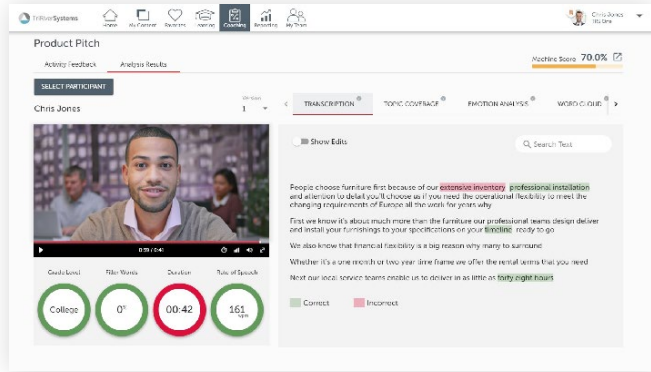 TriRiverSystems
Home My Content Favorites Learning Coaching Reporting My Team
Chris Jones
Product Pitch
Activity Feedback Analysis Results
Machine Score 70.0%
SELECT PARTICIPANT
Chris Jones
Version
1
TRANSCRIPTION TOPIC COVERAGE EMOTION ANALYSIS WORD CLOUD
Show Edits
Search Text
People choose furniture first because of our extensive inventory professional installation
and attention to detail you'll choose as if you need the operational flexibility to meet the
changing requirements of Europe all the work for years why
First we know it's about much more than the furniture our professional teams design deliver
and install your furnishings to your specifications on your timeline ready to go
We also know that financial flexibility is a big reason why many to surround
Whether it's a one month or two year time frame we offer the rental terms that you need
Next our local service teams enable us to deliver in as little as forty eight hours
Correct Incorrect
0:39 / 0:41
Grade Level Filler Words Duration Rate of Speech
College 0 00:42 161